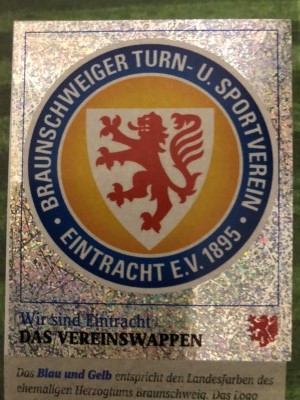 BRAUNSCHWEIGER TURN- U. SPORTVEREIN
• EINTRACHT E.V. 1895 •
Wir sind Eintracht
DAS VEREINSWAPPEN
Das Blau und Gelb entspricht den Landesfarben des
ehemaligen Herzogtums Braunschweig. Das Logo